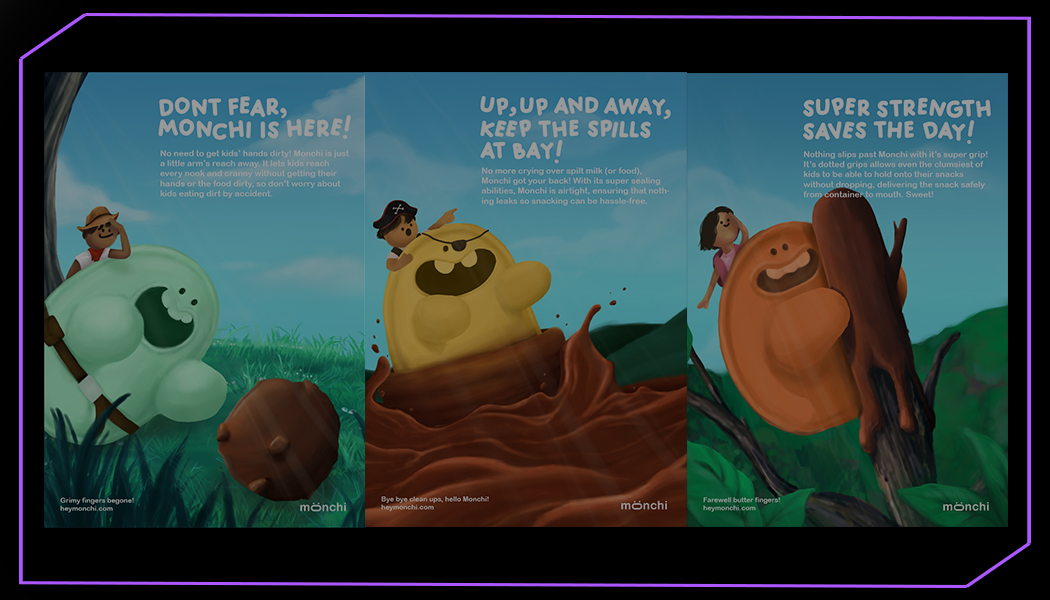 DONT FEAR,
MONCHI IS HERE!
No need to get kids' hands dirty! Monchi is just
a little arm's reach away. It lets kids reach
every nook and cranny without getting their
hands or the food dirty, so don't worry about
kids eating dirt by accident.
Grimy fingers begone!
heymonchi.com
mönchi
UP, UP AND AWAY,
KEEP THE SPILLS
AT BAY!
No more crying over spilt milk (or food),
Monchi got your back! With its super sealing
abilities, Monchi is airtight, ensuring that noth-
ing leaks so snacking can be hassle-free.
Bye bye clean ups, hello Monchi!
heymonchi.com
mönchi
SUPER STRENGTH
SAVES THE DAY!
Nothing slips past Monchi with it's super grip!
It's dotted grips allows even the clumsiest of
kids to be able to hold onto their snacks
without dropping, delivering the snack safely
from container to mouth. Sweet!
Farewell butter fingers!
heymonchi.com
mönchi